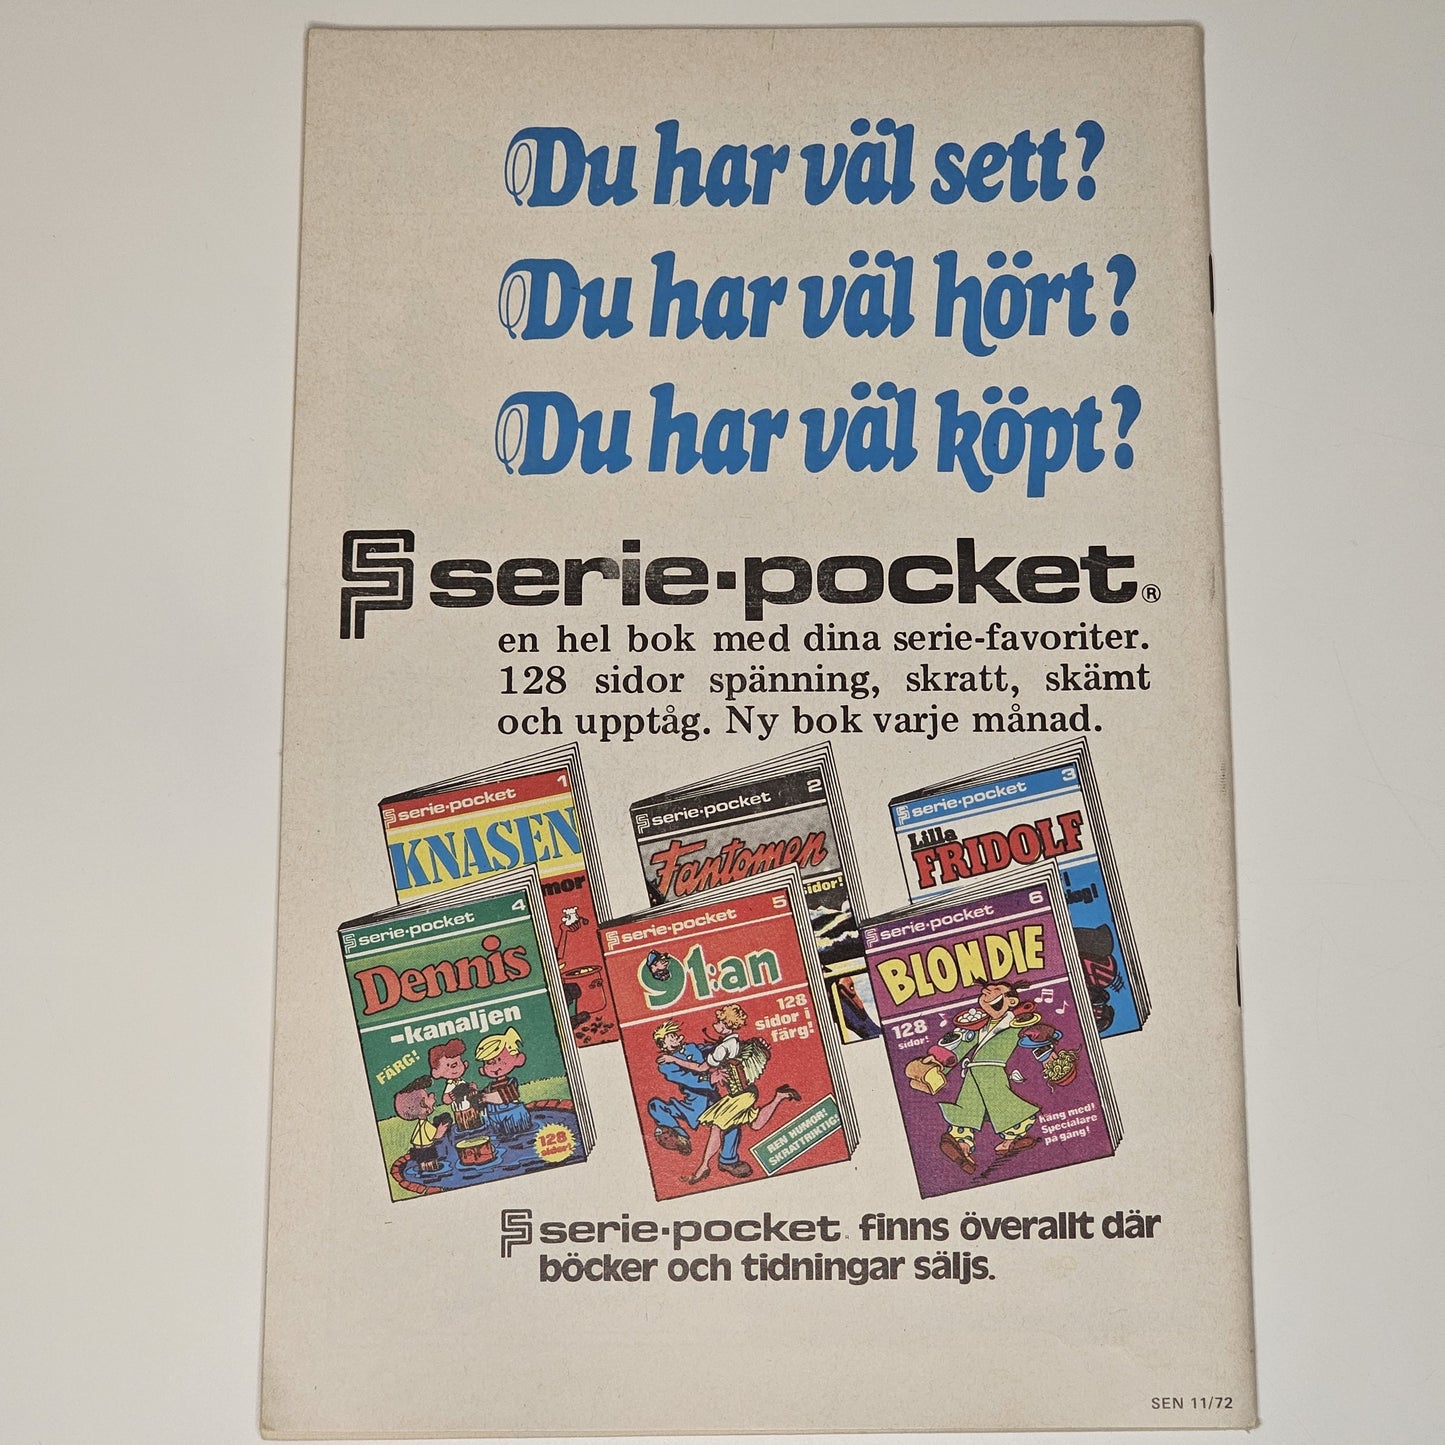 Du har väl sett?
Du har väl hört?
Du har väl köpt?
serie-pocket®
en hel bok med dina serie-favoriter.
128 sidor spänning, skratt, skämt
och upptåg. Ny bok varje månad.
serie-pocket 1
KNASEN
serie-pocket 2
Fantomen
sidor!
serie-pocket 3
Lilla
FRIDOLF
serie-pocket 4
Dennis
-kanaljen
FÄRG!
128
sidor!
serie-pocket 5
91:an
128
sidor i
färg!
REN HUMOR!
SKRATTRIKTIG!
serie-pocket 6
BLONDIE
128
sidor!
Käng med!
Specialare
på gång!
serie-pocket finns överallt där
böcker och tidningar säljs.
SEN 11/72